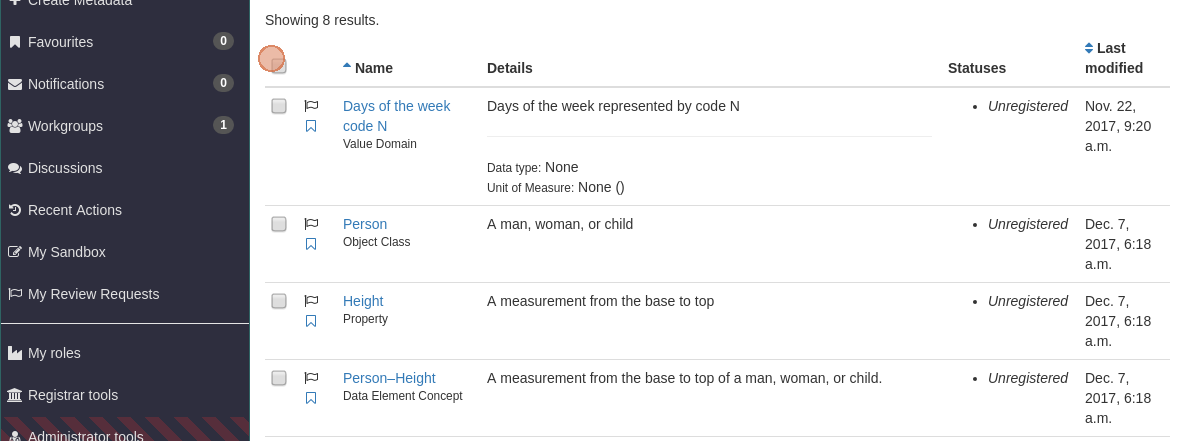 Create Metadata
Favourites 0
Notifications 0
Workgroups 1
Discussions
Recent Actions
My Sandbox
My Review Requests
My roles
Registrar tools
Administrator tools
Showing 8 results.
Name Details Statuses Last
modified
Days of the week
code N
Value Domain
Days of the week represented by code N
Data type: None
Unit of Measure: None ()
• Unregistered
Nov. 22,
2017, 9:20
a.m.
Person
Object Class
A man, woman, or child
• Unregistered
Dec. 7,
2017, 6:18
a.m.
Height
Property
A measurement from the base to top
• Unregistered
Dec. 7,
2017, 6:18
a.m.
Person–Height
Data Element Concept
A measurement from the base to top of a man, woman, or child.
• Unregistered
Dec. 7,
2017, 6:18
a.m.